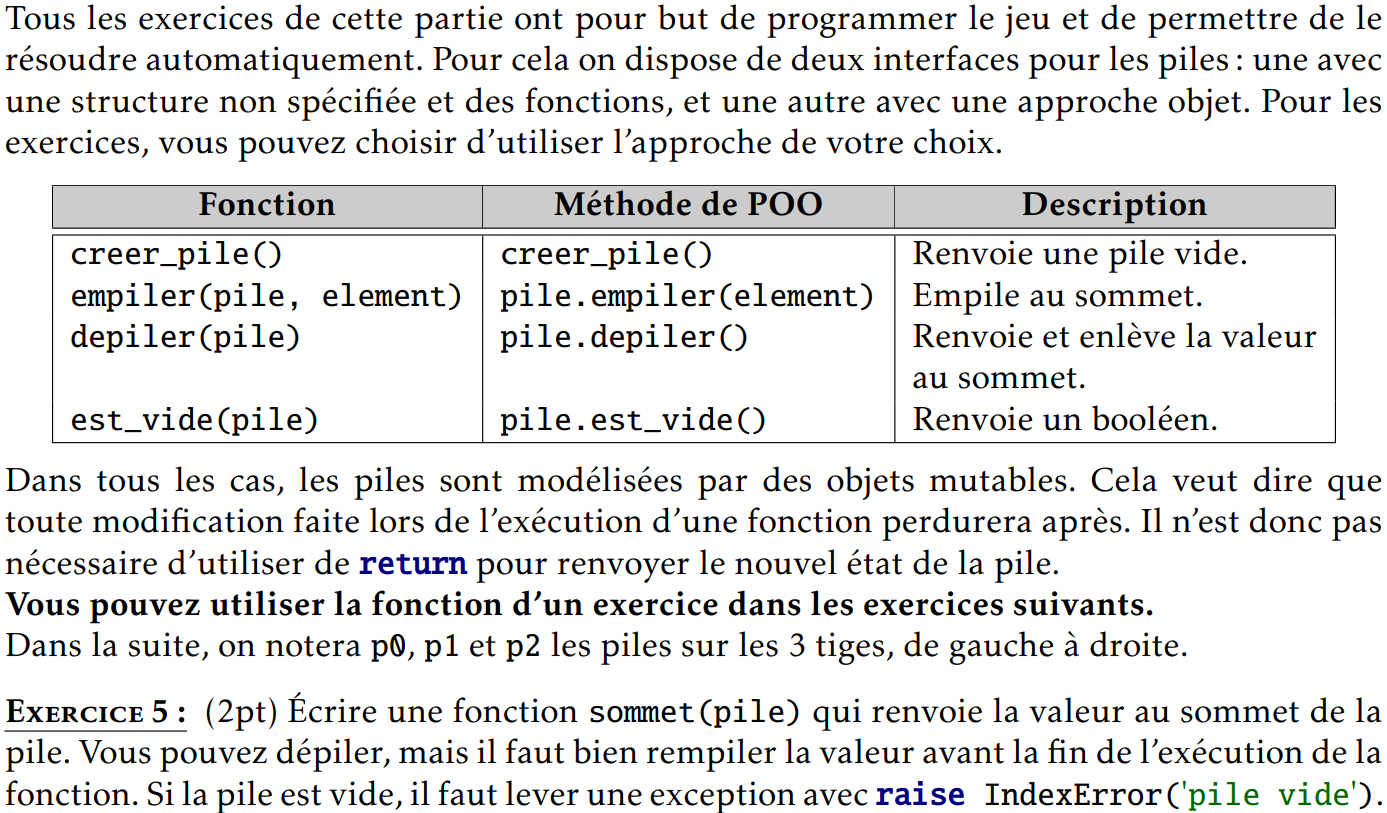 Tous les exercices de cette partie ont pour but de programmer le jeu et de permettre de le
résoudre automatiquement. Pour cela on dispose de deux interfaces pour les piles : une avec
une structure non spécifiée et des fonctions, et une autre avec une approche objet. Pour les
exercices, vous pouvez choisir d'utiliser l'approche de votre choix.
Fonction Méthode de POO Description
creer_pile() creer_pile() Renvoie une pile vide.
empiler(pile, element) pile.empiler(element) Empile au sommet.
depiler(pile) pile.depiler() Renvoie et enlève la valeur
au sommet.
est_vide(pile) pile.est_vide() Renvoie un booléen.
Dans tous les cas, les piles sont modélisées par des objets mutables. Cela veut dire que
toute modification faite lors de l'exécution d'une fonction perdurera après. Il n'est donc pas
nécessaire d'utiliser de return pour renvoyer le nouvel état de la pile.
Vous pouvez utiliser la fonction d'un exercice dans les exercices suivants.
Dans la suite, on notera p0, p1 et p2 les piles sur les 3 tiges, de gauche à droite.
Exercice 5 : (2pt) Écrire une fonction sommet(pile) qui renvoie la valeur au sommet de la
pile. Vous pouvez dépiler, mais il faut bien rempiler la valeur avant la fin de l'exécution de la
fonction. Si la pile est vide, il faut lever une exception avec raise IndexError('pile vide').